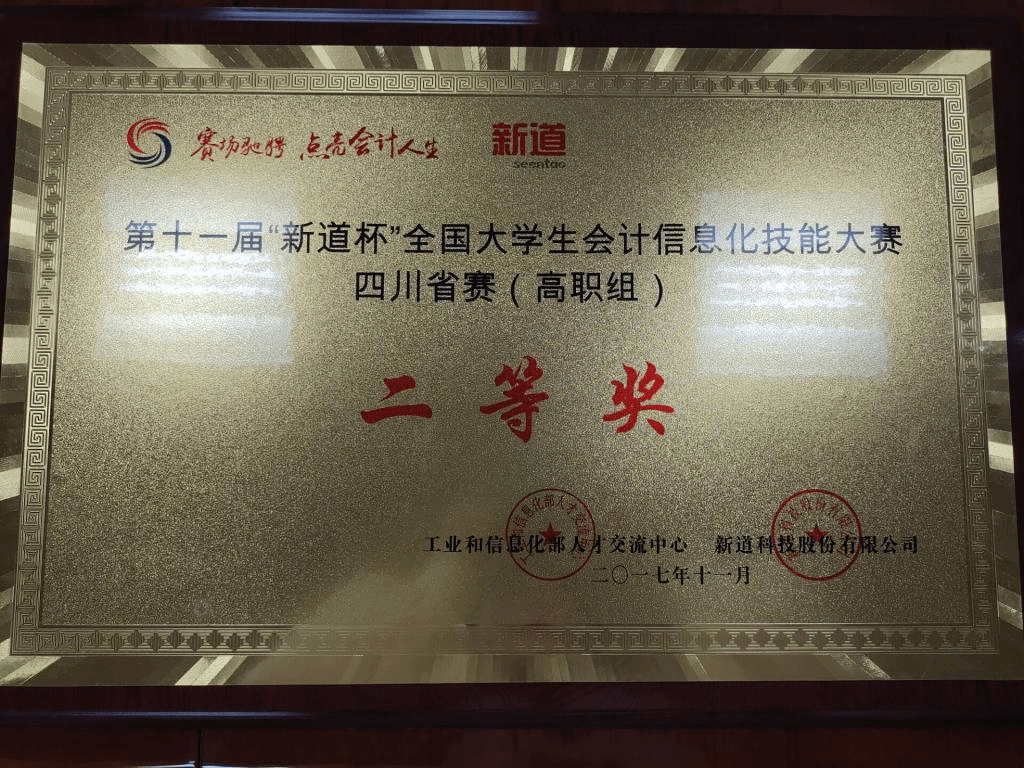 赛场驰骋 点亮会计人生
新道
seentao
第十一届“新道杯”全国大学生会计信息化技能大赛
四川省赛（高职组）
二等奖
工业和信息化部人才交流中心 新道科技股份有限公司
二〇一七年十一月